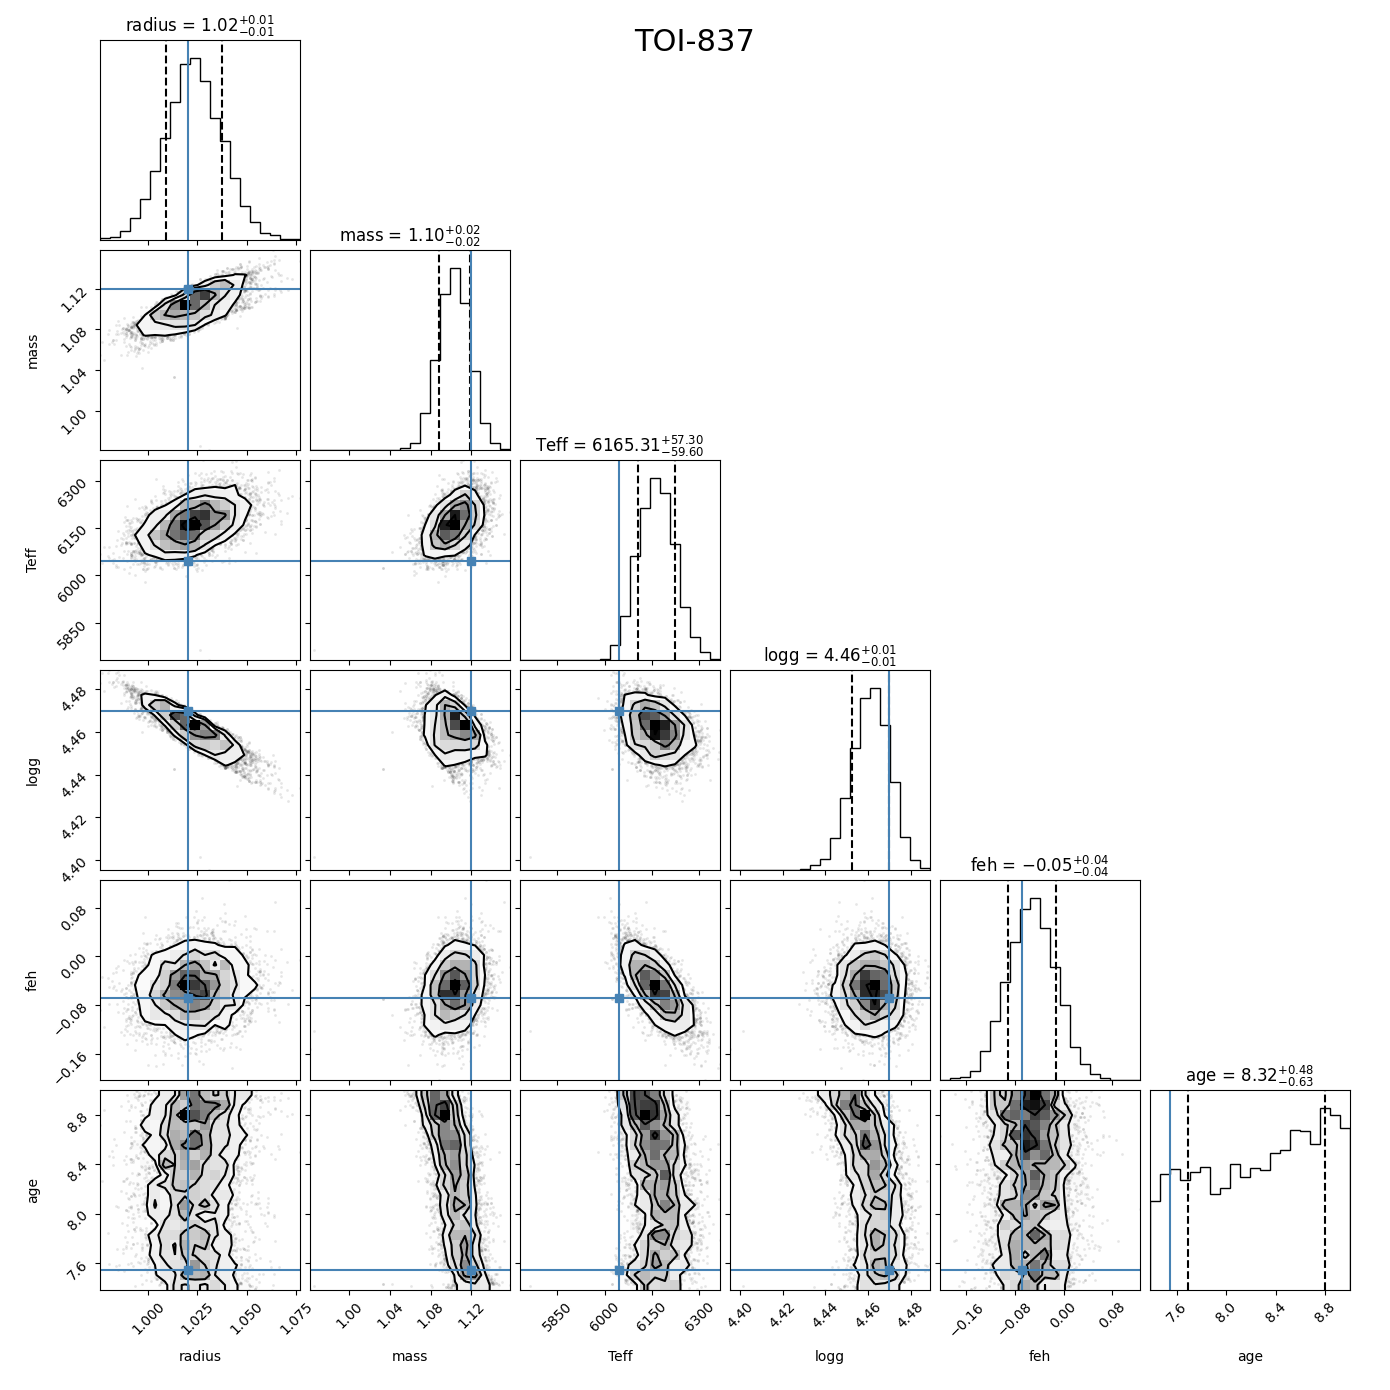 TOI-837
radius = 1.02+0.01 −0.01
mass = 1.10+0.02 −0.02
1.12
1.08
1.04
1.00
mass
Teff = 6165.31+57.30 −59.60
6300
6150
6000
5850
Teff
logg = 4.46+0.01 −0.01
4.48
4.46
4.44
4.42
4.40
logg
feh = −0.05+0.04 −0.04
0.08
0.00
−0.08
−0.16
feh
age = 8.32+0.48 −0.63
8.8
8.4
8.0
7.6
age
1.000 1.025 1.050 1.075 1.00 1.04 1.08 1.12 5850 6000 6150 6300 4.40 4.42 4.44 4.46 4.48 −0.16 −0.08 0.00 0.08 7.6 8.0 8.4 8.8
radius mass Teff logg feh age